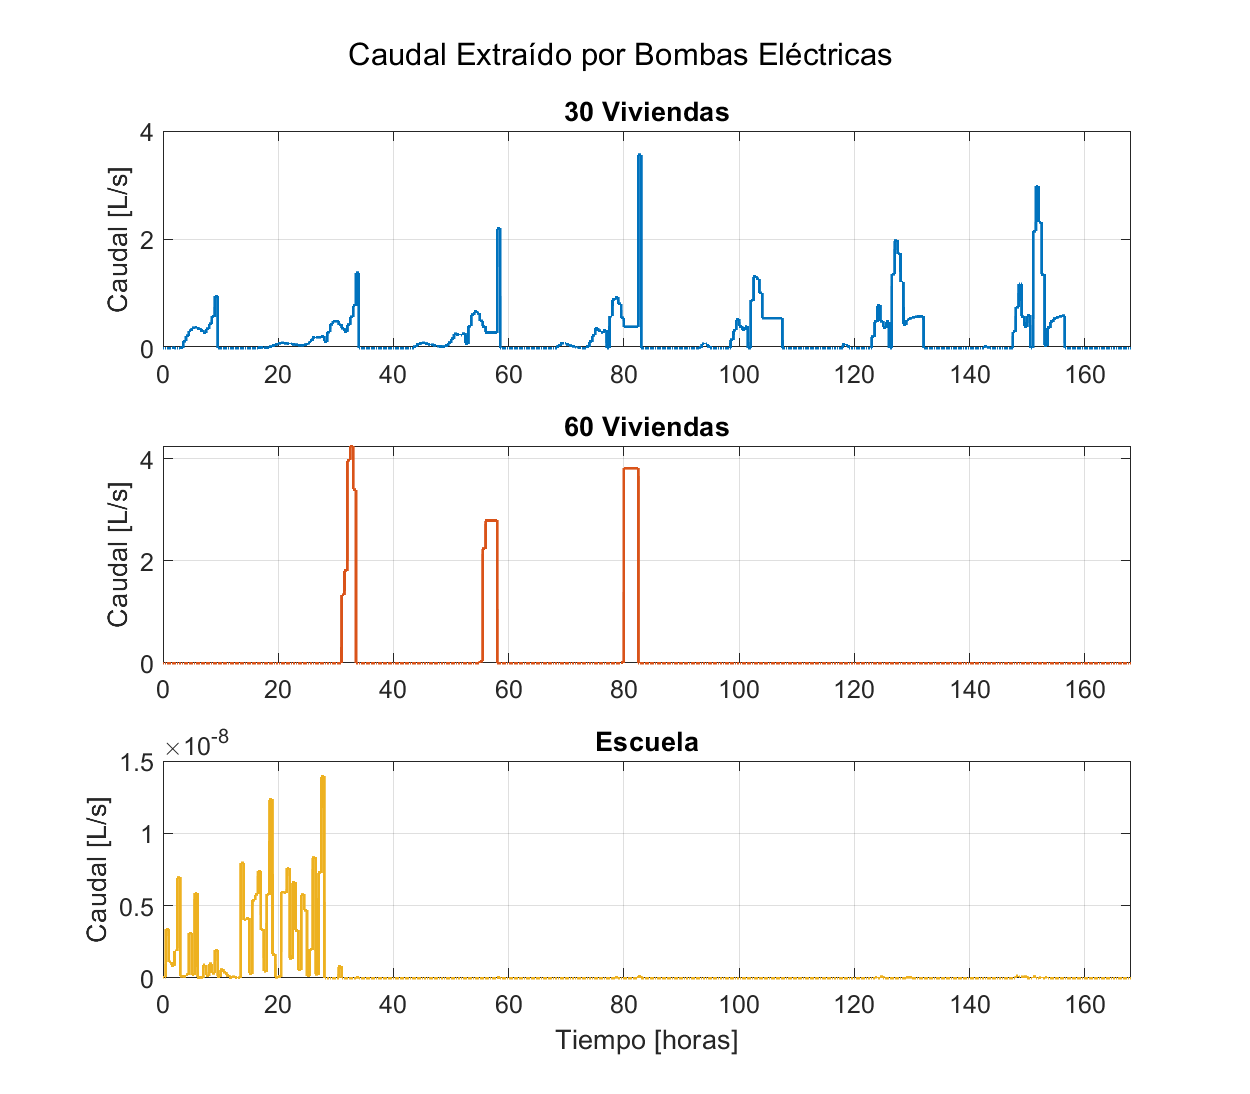 Caudal Extraído por Bombas Eléctricas
30 Viviendas
Caudal [L/s]
4
2
0
0 20 40 60 80 100 120 140 160
60 Viviendas
Caudal [L/s]
4
2
0
0 20 40 60 80 100 120 140 160
Escuela
×10-8
Caudal [L/s]
1.5
1
0.5
0
0 20 40 60 80 100 120 140 160
Tiempo [horas]